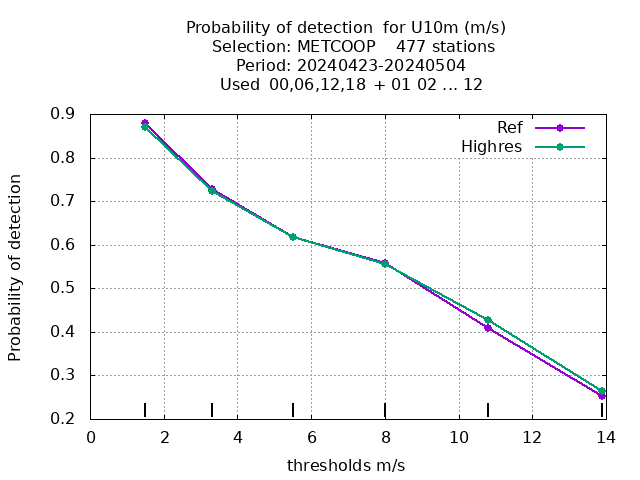 Probability of detection  for U10m (m/s)
Selection: METCOOP    477 stations
Period: 20240423-20240504
Used  00,06,12,18  + 01 02 ... 12
Ref
Highres
Probability of detection
0.9
0.8
0.7
0.6
0.5
0.4
0.3
0.2
0 2 4 6 8 10 12 14
thresholds m/s